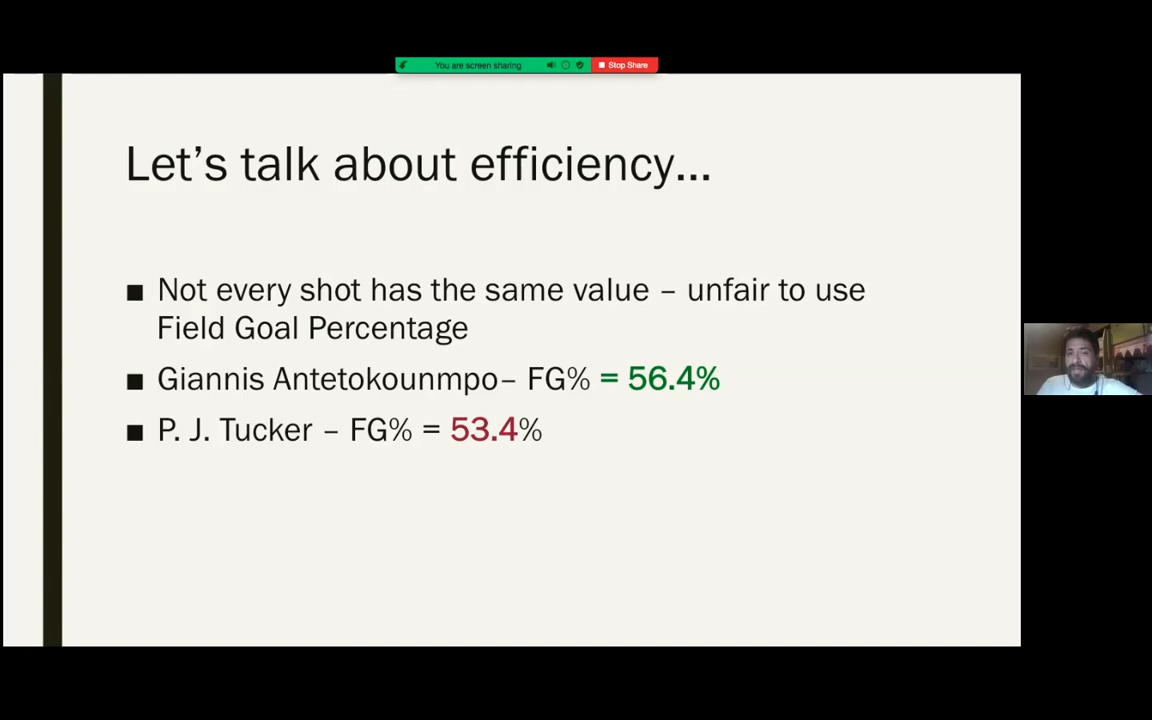 You are screen sharing
Stop Share
Let's talk about efficiency...
■ Not every shot has the same value – unfair to use
Field Goal Percentage
■ Giannis Antetokounmpo– FG% = 56.4%
■ P. J. Tucker – FG% = 53.4%